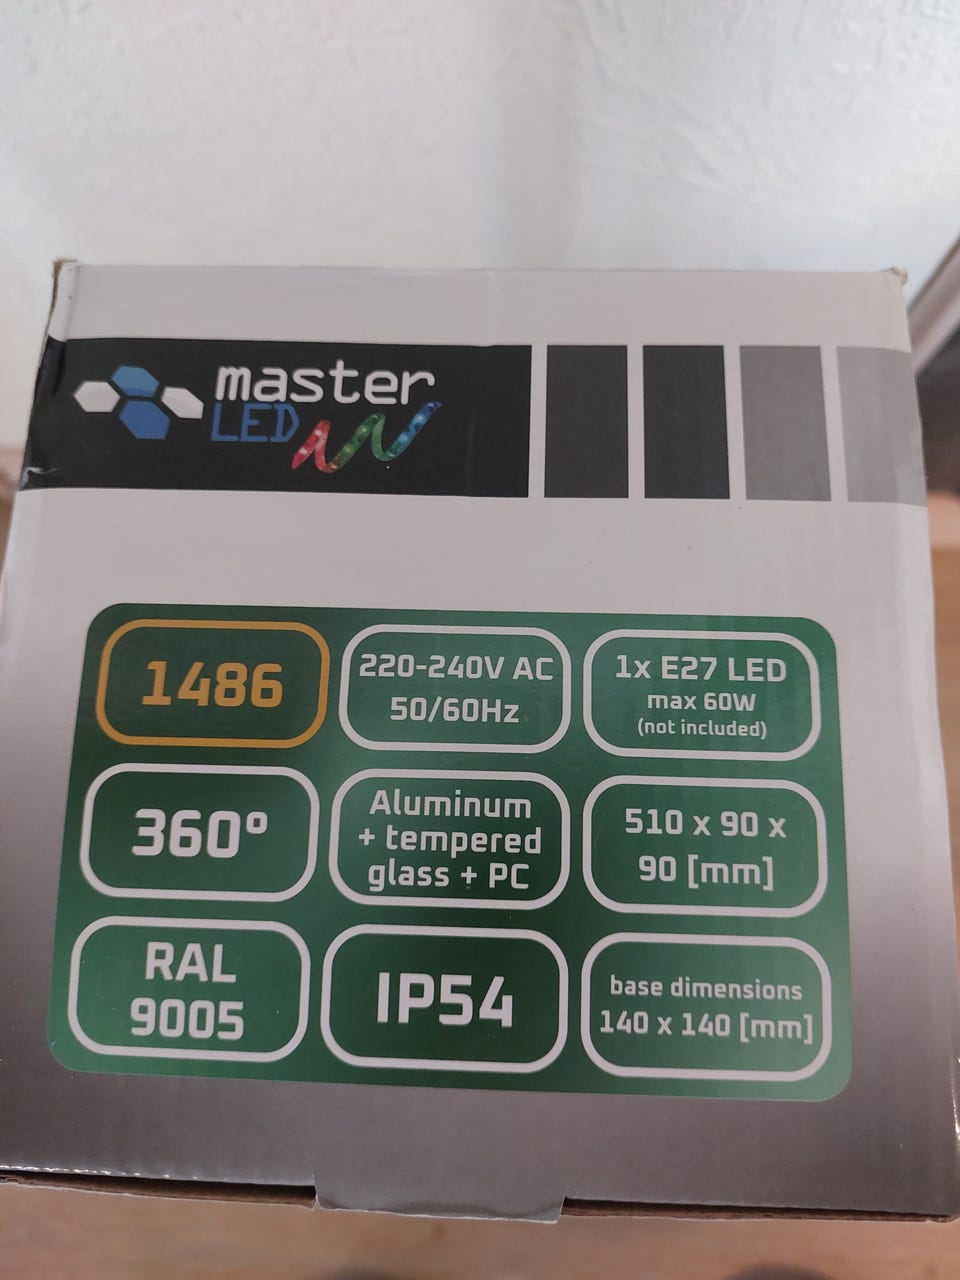 master
LED
1486
220-240V AC
50/60Hz
1x E27 LED
max 60W
(not included)
360°
Aluminum
+ tempered
glass + PC
510 x 90 x
90 [mm]
RAL
9005
IP54
base dimensions
140 x 140 [mm]